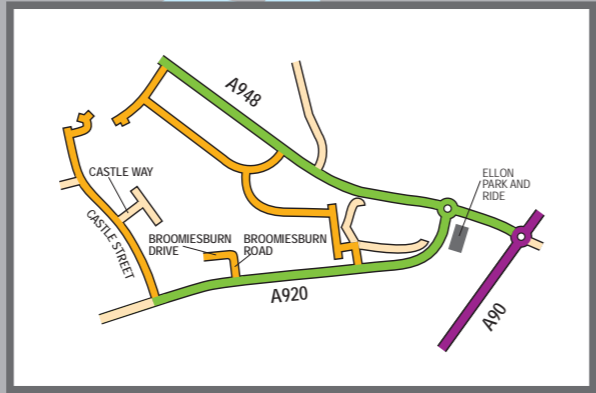 A948
ELLON
PARK AND
RIDE
CASTLE WAY
CASTLE STREET
BROOMIESBURN
DRIVE
BROOMIESBURN
ROAD
A920
A90